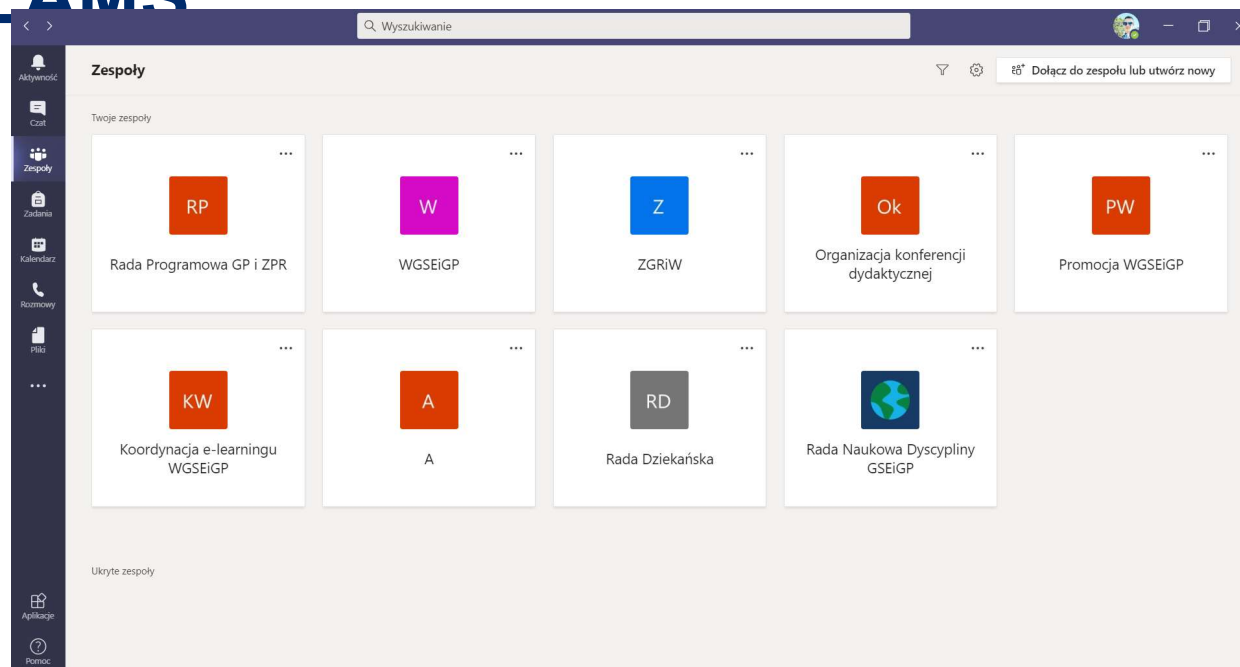 Wyszukiwanie
Aktywność
Czat
Zespoły
Zadania
Kalendarz
Rozmowy
Pliki
Aplikacje
Pomoc
Zespoły
Dołącz do zespołu lub utwórz nowy
Twoje zespoły
RP
Rada Programowa GP i ZPR
W
WGSEiGP
Z
ZGRiW
Ok
Organizacja konferencji
dydaktycznej
PW
Promocja WGSEiGP
KW
Koordynacja e-learningu
WGSEiGP
A
A
RD
Rada Dziekańska
Rada Naukowa Dyscypliny
GSEiGP
Ukryte zespoły